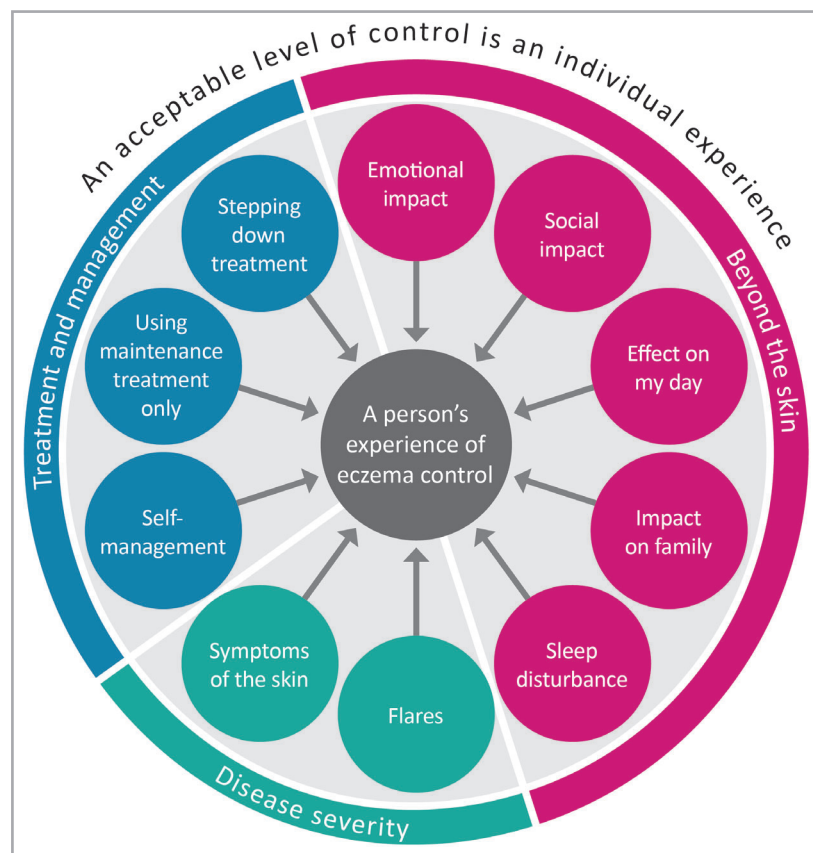 An acceptable level of control is an individual experience
Treatment and management
Beyond the skin
Disease severity
Emotional
impact
Social
impact
Effect on
my day
Impact
on family
Sleep
disturbance
Flares
Symptoms
of the skin
Self-
management
Using
maintenance
treatment
only
Stepping
down
treatment
A person’s
experience of
eczema control